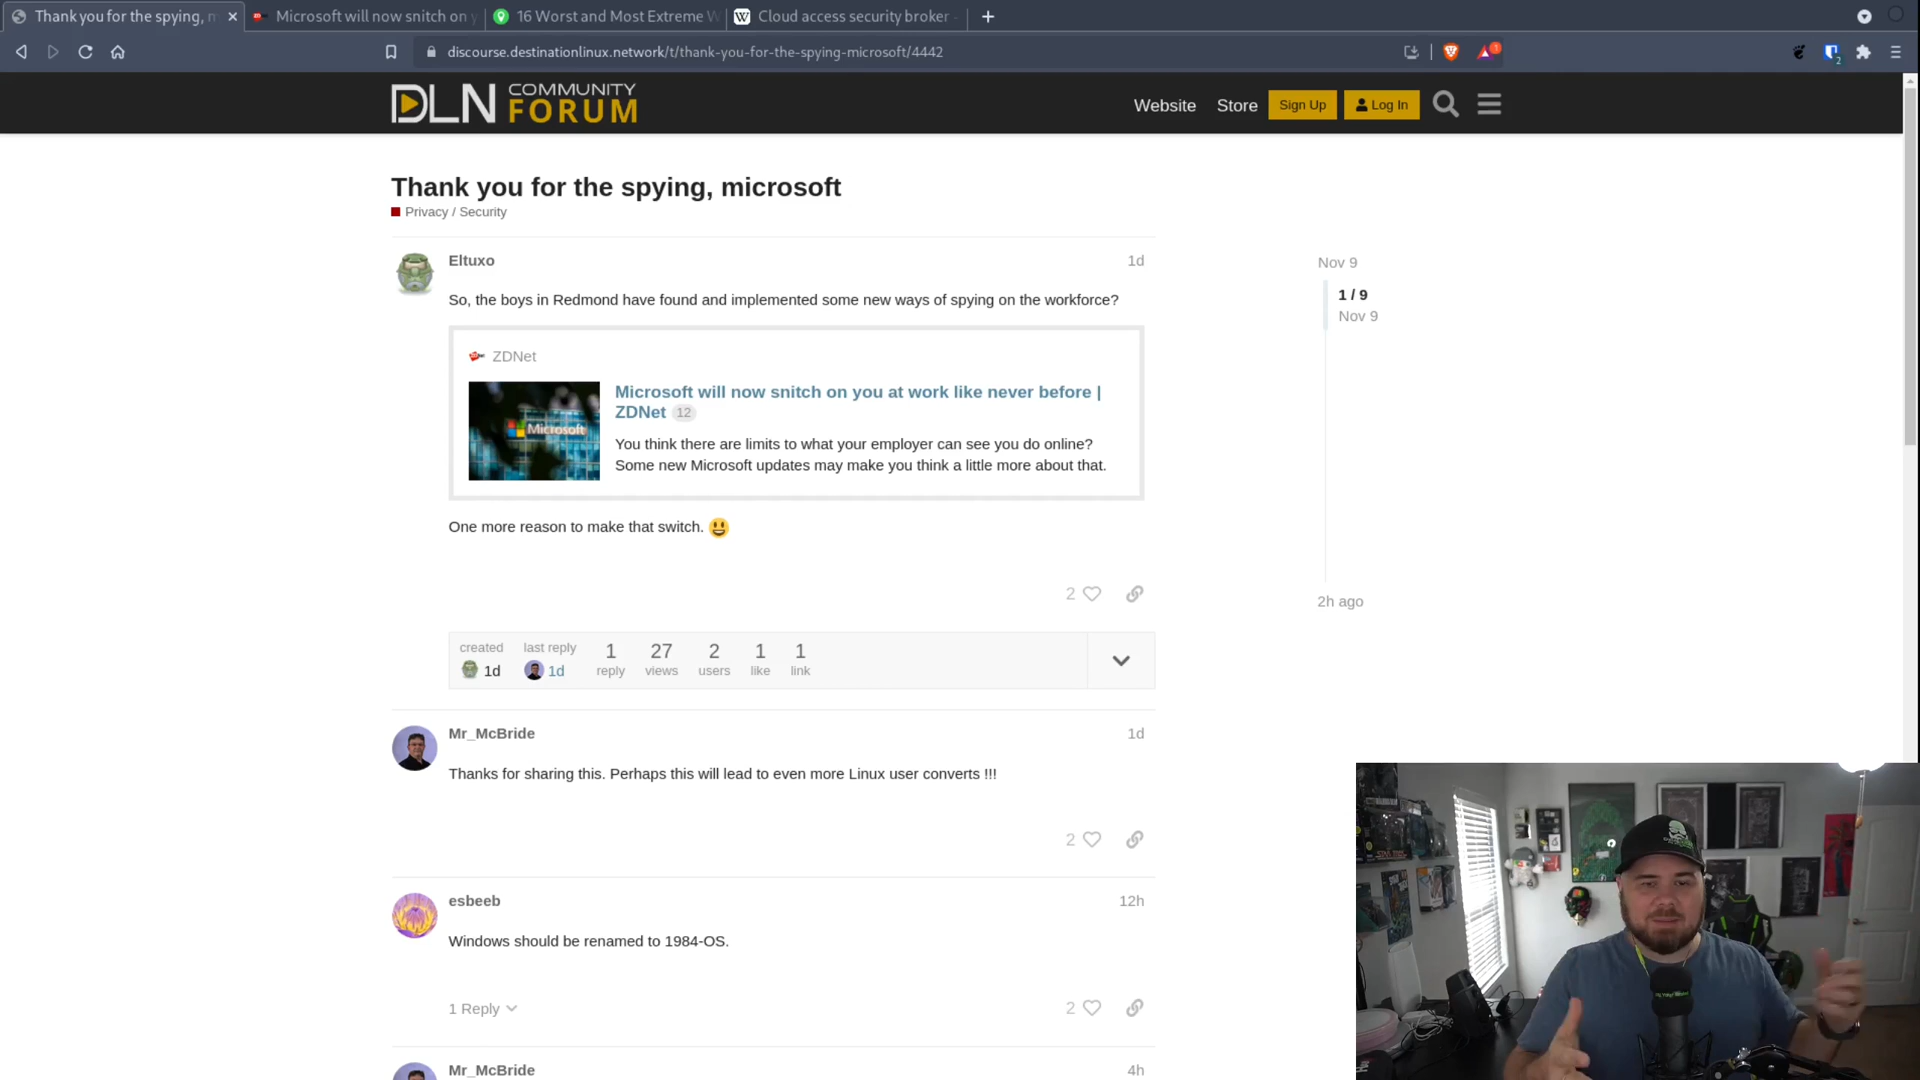 Thank you for the spying, m
Microsoft will now snitch on y
16 Worst and Most Extreme W
Cloud access security broker -
discourse.destinationlinux.network/t/thank-you-for-the-spying-microsoft/4442
1
2
DLN COMMUNITY FORUM
Website Store Sign Up Log In
Thank you for the spying, microsoft
Privacy / Security
Eltuxo 1d
So, the boys in Redmond have found and implemented some new ways of spying on the workforce?
ZDNet
Microsoft
Microsoft will now snitch on you at work like never before |
ZDNet 12
You think there are limits to what your employer can see you do online?
Some new Microsoft updates may make you think a little more about that.
One more reason to make that switch.
2
Nov 9
1 / 9
Nov 9
2h ago
created last reply 1 27 2 1 1
1d 1d reply views users like link
Mr_McBride 1d
Thanks for sharing this. Perhaps this will lead to even more Linux user converts !!!
2
esbeeb 12h
Windows should be renamed to 1984-OS.
1 Reply 2
Mr_McBride 4h